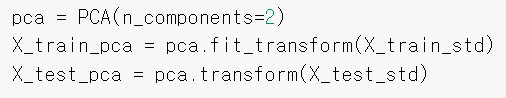 pca = PCA(n_components=2)
X_train_pca = pca.fit_transform(X_train_std)
X_test_pca = pca.transform(X_test_std)